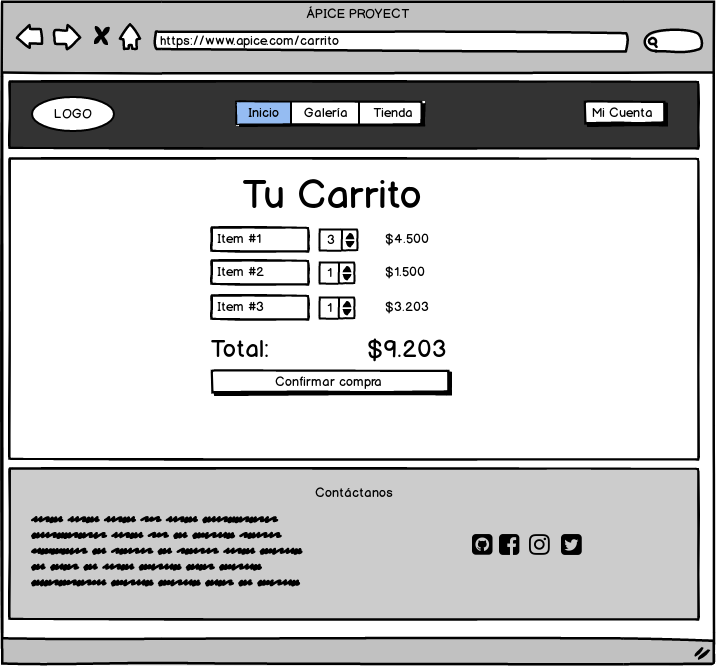 ÁPICE PROYECT
https://www.apice.com/carrito
LOGO
Inicio
Galería
Tienda
Mi Cuenta
Tu Carrito
Item #1 3 $4.500
Item #2 1 $1.500
Item #3 1 $3.203
Total: $9.203
Confirmar compra
Contáctanos